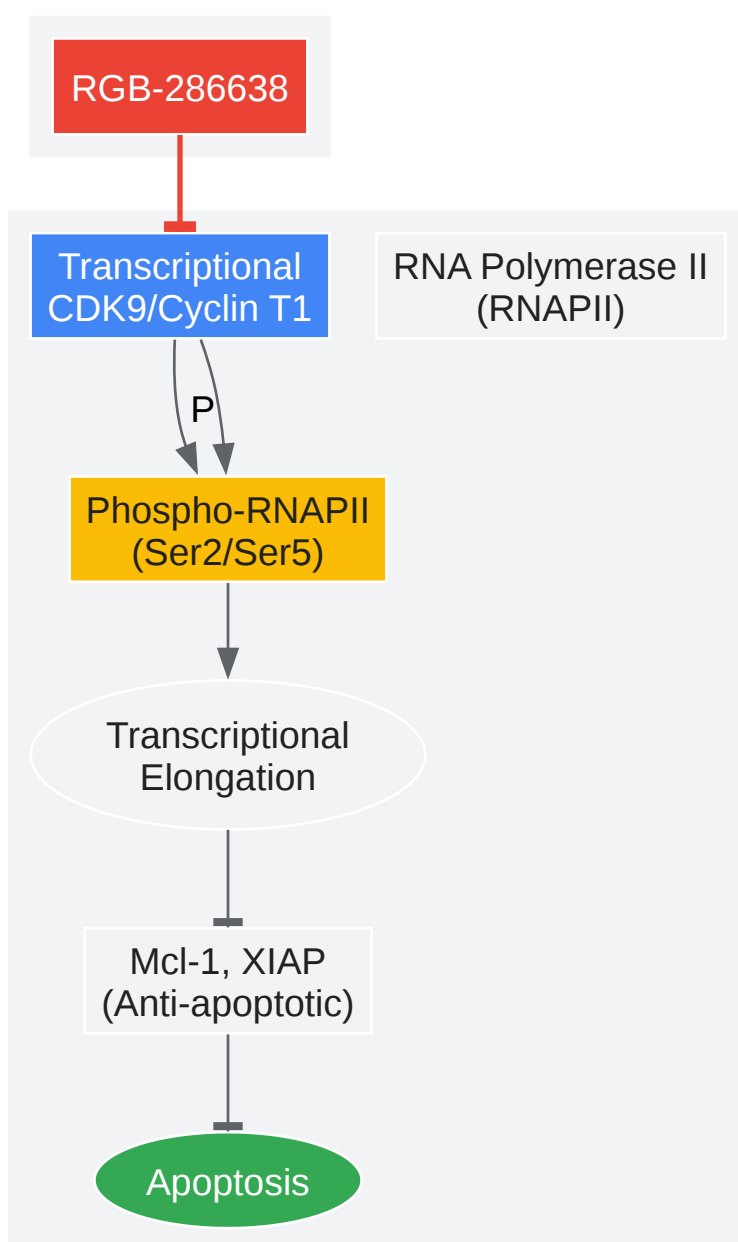 RGB-286638
Transcriptional
CDK9/Cyclin T1
RNA Polymerase II
(RNAPII)
P
Phospho-RNAPII
(Ser2/Ser5)
Transcriptional
Elongation
Mcl-1, XIAP
(Anti-apoptotic)
Apoptosis